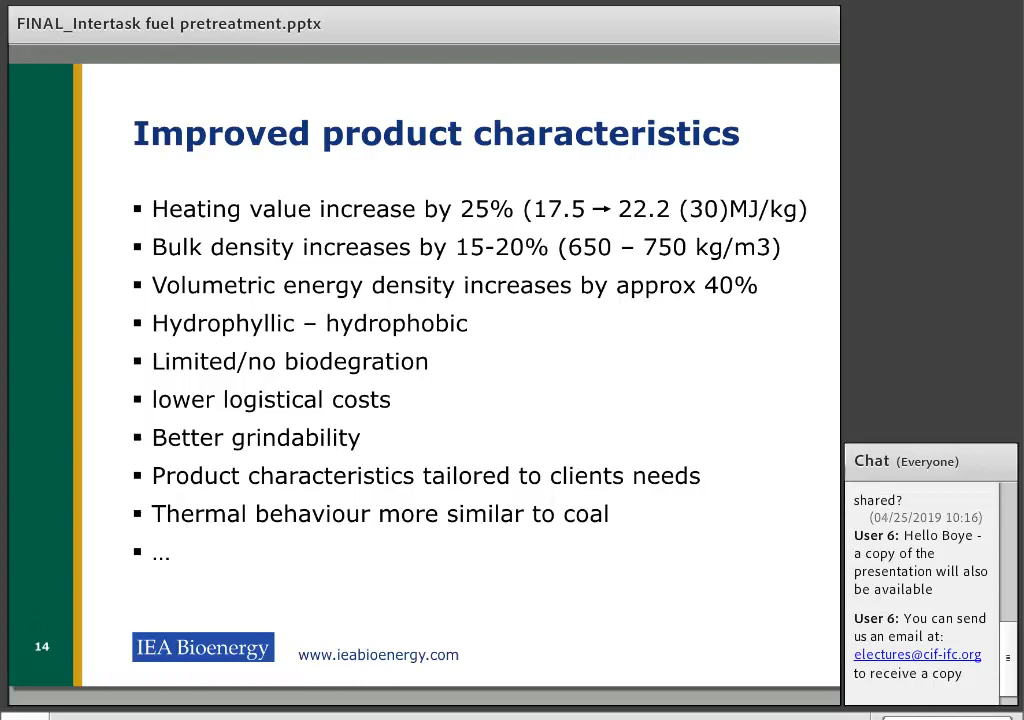 FINAL_Intertask fuel pretreatment.pptx
Improved product characteristics
▪ Heating value increase by 25% (17.5 → 22.2 (30)MJ/kg)
▪ Bulk density increases by 15-20% (650 – 750 kg/m3)
▪ Volumetric energy density increases by approx 40%
▪ Hydrophyllic – hydrophobic
▪ Limited/no biodegration
▪ lower logistical costs
▪ Better grindability
▪ Product characteristics tailored to clients needs
▪ Thermal behaviour more similar to coal
▪ ...
14
IEA Bioenergy
www.ieabioenergy.com
Chat (Everyone)
shared?
(04/25/2019 10:16)
User 6: Hello Boye -
a copy of the
presentation will also
be available
User 6: You can send
us an email at:
electures@cif-ifc.org
to receive a copy